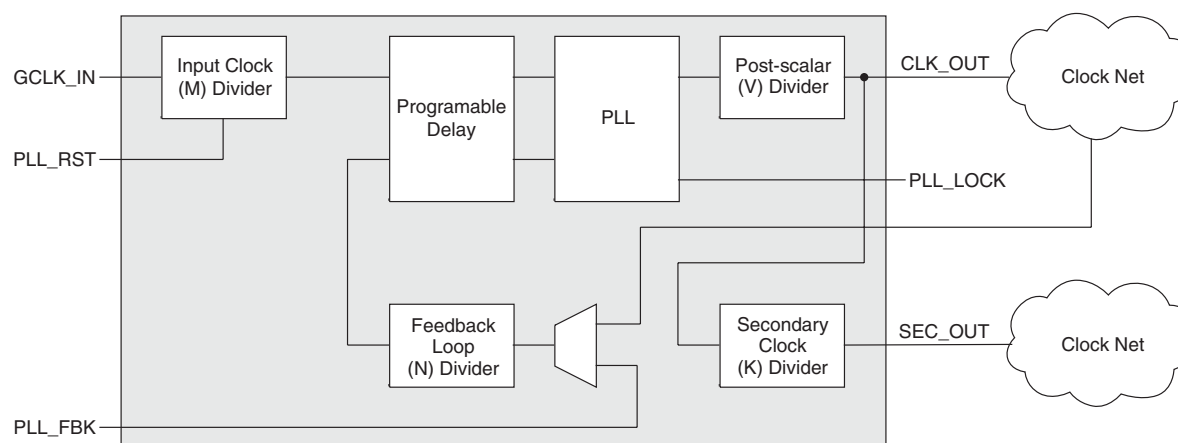 GCLK_IN
Input Clock
(M) Divider
PLL_RST
Programable
Delay
PLL
Post-scalar
(V) Divider
CLK_OUT
Clock Net
PLL_LOCK
Feedback
Loop
(N) Divider
Secondary
Clock
(K) Divider
SEC_OUT
Clock Net
PLL_FBK